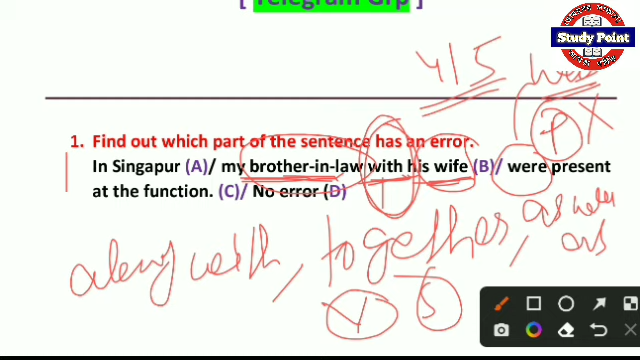 [ Telegram Grp ]
Study Point
4/5
was
P X
1. Find out which part of the sentence has an error.
In Singapur (A)/ my brother-in-law with his wife (B)/ were present
at the function. (C)/ No error (D)
along with, together, as well
as
V S